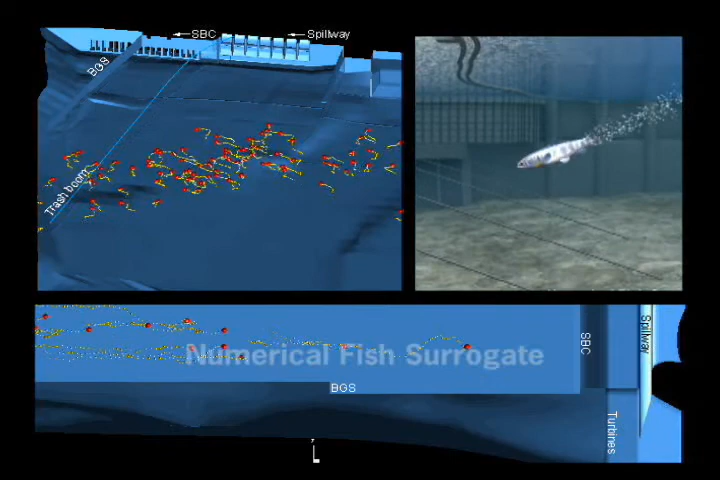 SBC
Spillway
BGS
Trash boom
Numerical Fish Surrogate
SBC
Spillway
BGS
Turbines